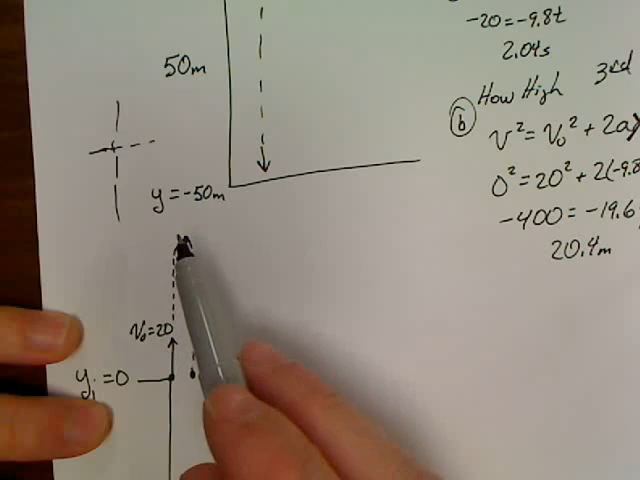 50m
y = -50m
V₀=20
yᵢ=0
-20=-9.8t
2.04s
ⓑ How High 3rd
V² = V₀² + 2ay
0² = 20² + 2(-9.8
-400 = -19.6
20.4m